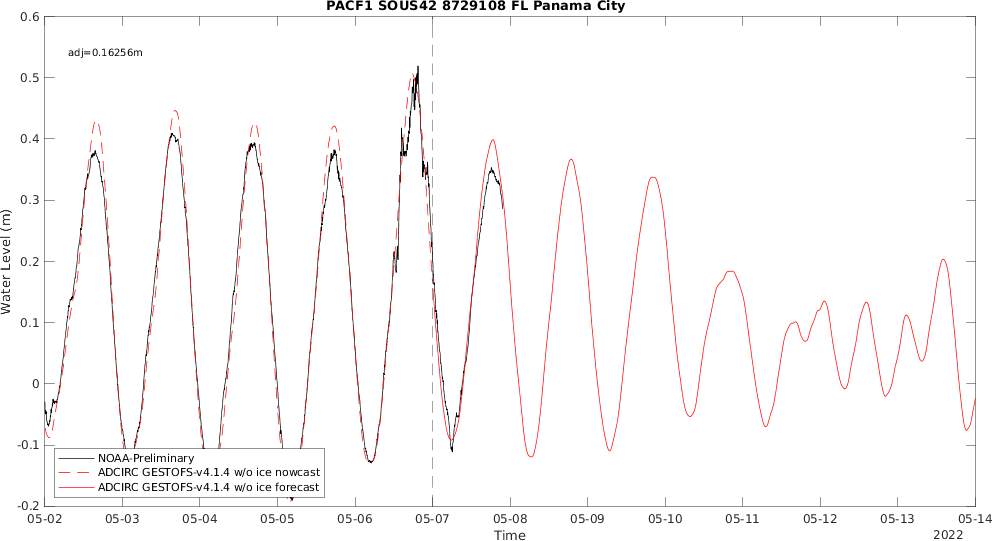 PACF1 SOUS42 8729108 FL Panama City
adj=0.16256m
Water Level (m)
0.6
0.5
0.4
0.3
0.2
0.1
0
-0.1
-0.2
NOAA-Preliminary
ADCIRC GESTOFS-v4.1.4 w/o ice nowcast
ADCIRC GESTOFS-v4.1.4 w/o ice forecast
05-02 05-03 05-04 05-05 05-06 05-07 05-08 05-09 05-10 05-11 05-12 05-13 05-14
Time
2022